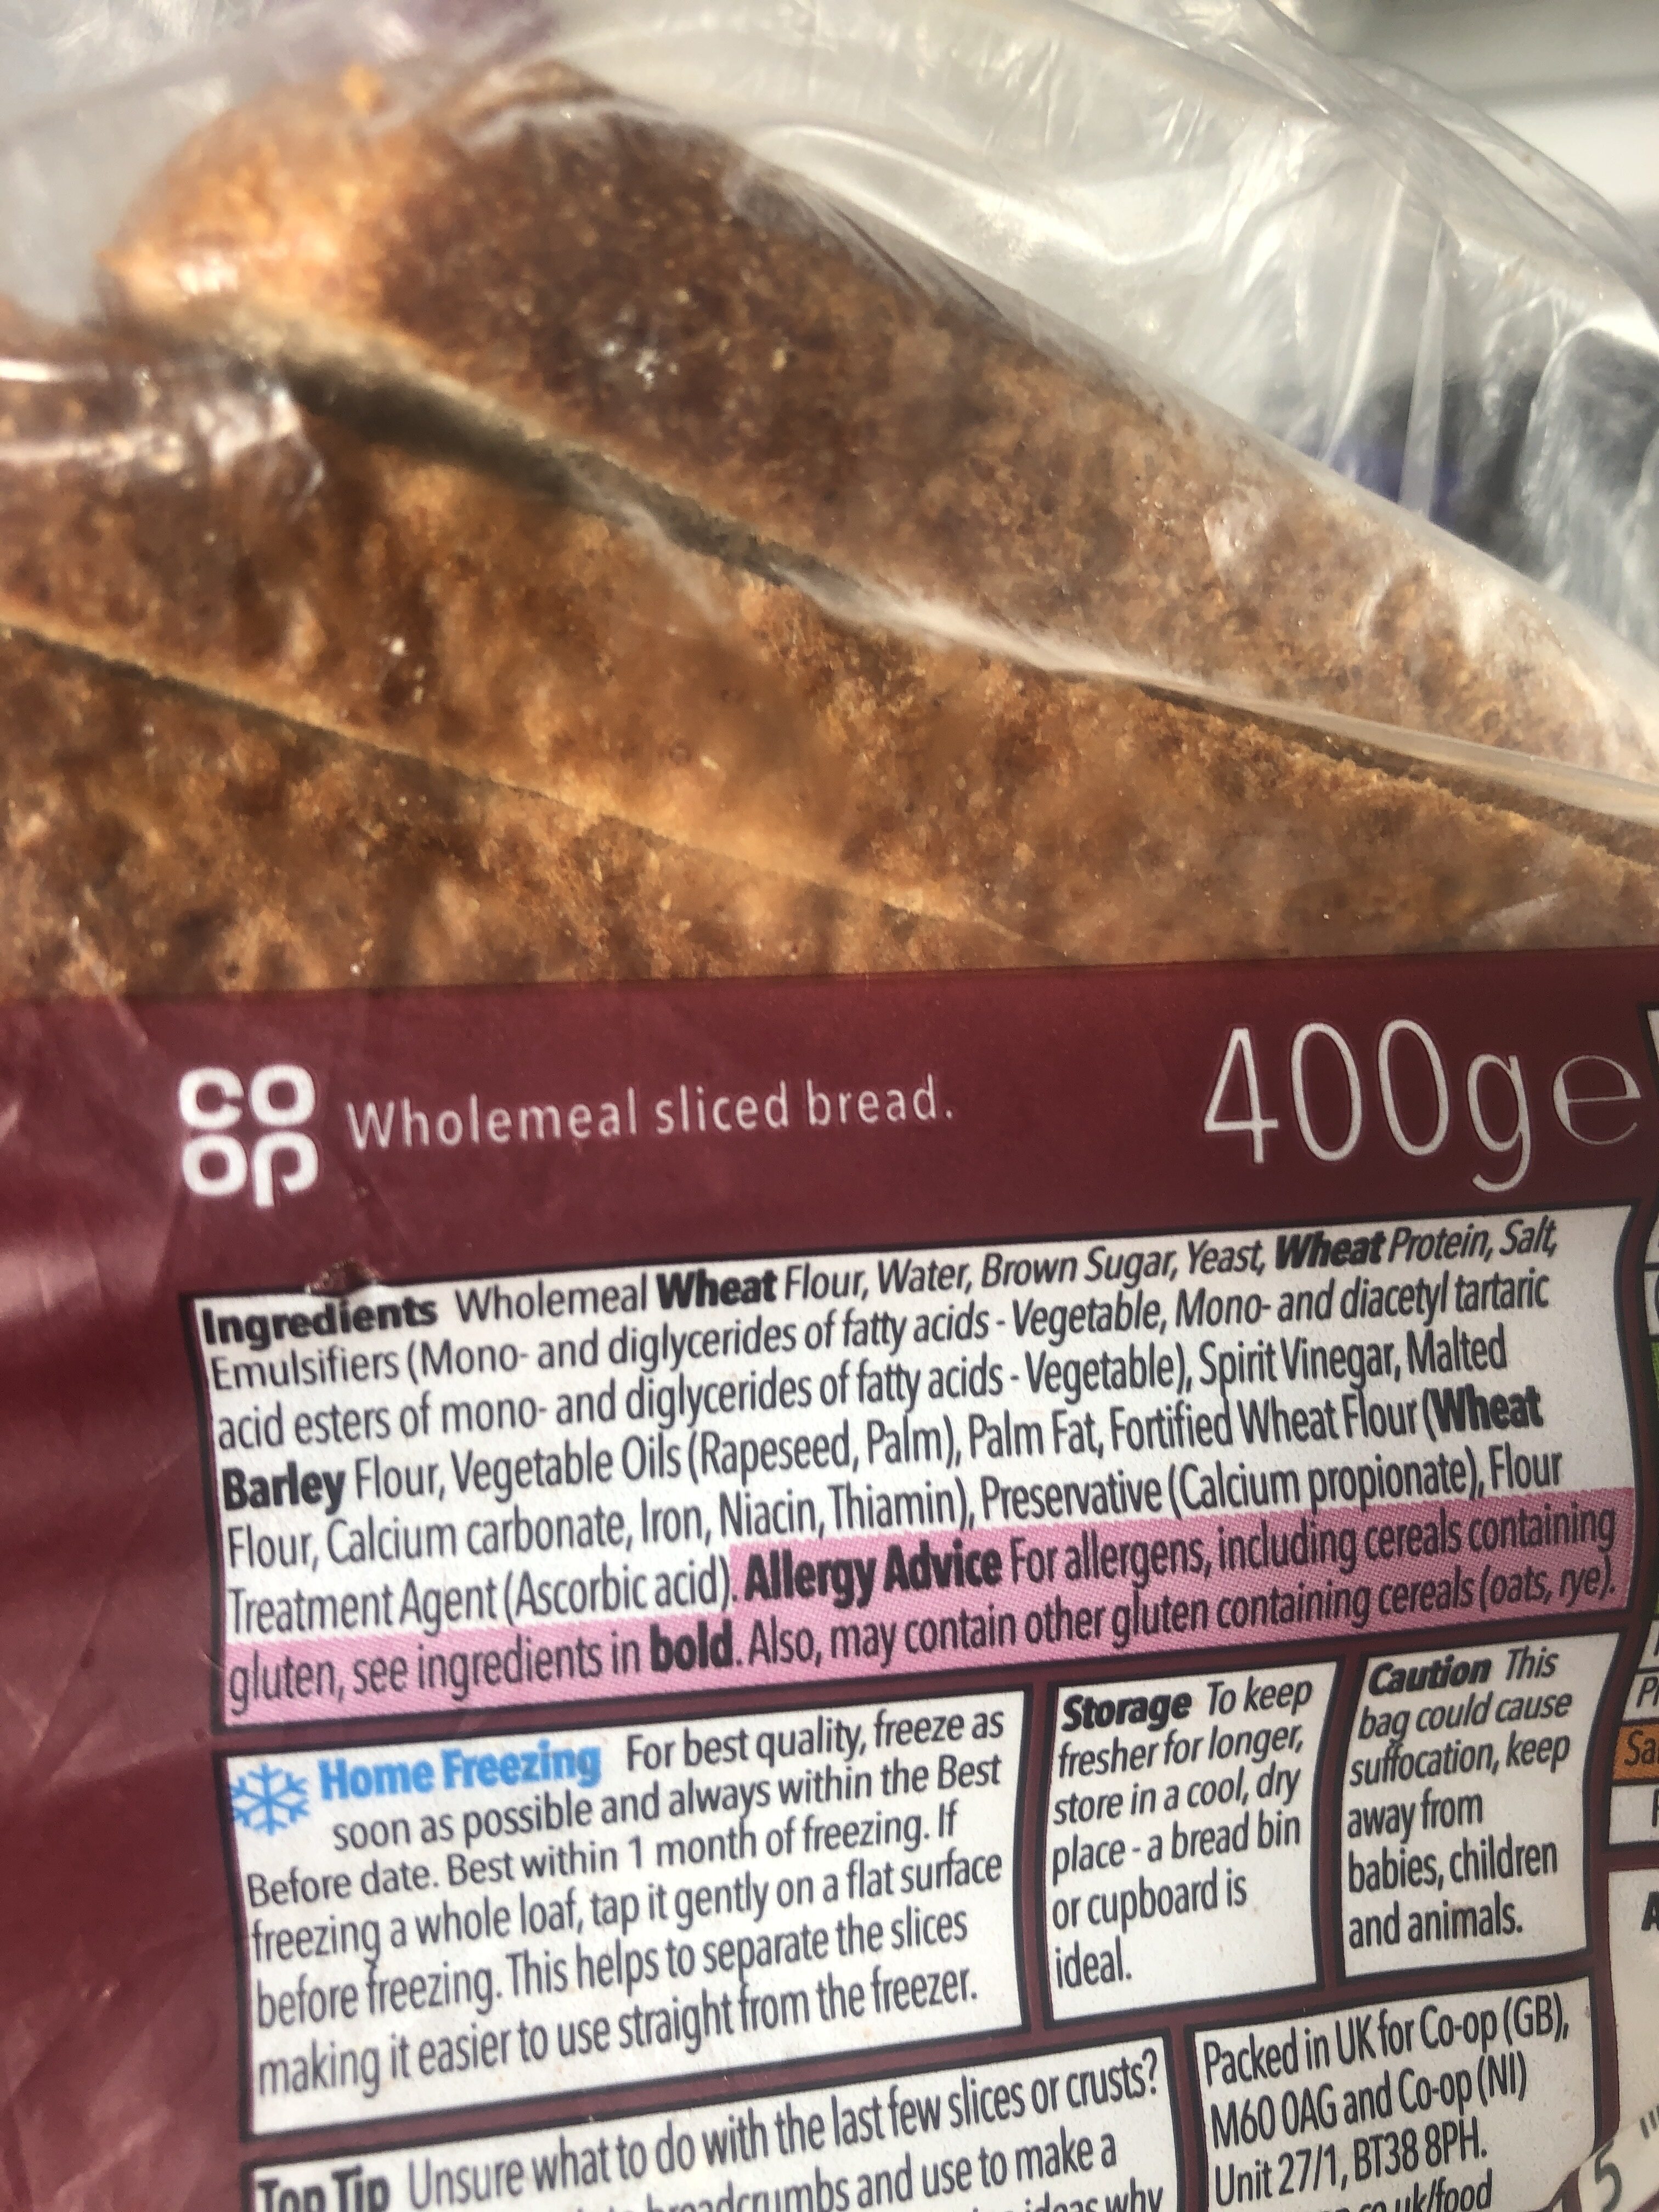 CO
OP
Wholemeal sliced bread.
400g e
Ingredients Wholemeal Wheat Flour, Water, Brown Sugar, Yeast, Wheat Protein, Salt,
Emulsifiers (Mono- and diglycerides of fatty acids - Vegetable, Mono- and diacetyl tartaric
acid esters of mono- and diglycerides of fatty acids - Vegetable), Spirit Vinegar, Malted
Barley Flour, Vegetable Oils (Rapeseed, Palm), Palm Fat, Fortified Wheat Flour (Wheat
Flour, Calcium carbonate, Iron, Niacin, Thiamin), Preservative (Calcium propionate), Flour
Treatment Agent (Ascorbic acid). Allergy Advice For allergens, including cereals containing
gluten, see ingredients in bold. Also, may contain other gluten containing cereals (oats, rye).
Home Freezing For best quality, freeze as
soon as possible and always within the Best
Before date. Best within 1 month of freezing. If
freezing a whole loaf, tap it gently on a flat surface
before freezing. This helps to separate the slices
making it easier to use straight from the freezer.
Storage To keep
fresher for longer,
store in a cool, dry
place - a bread bin
or cupboard is
ideal.
Caution This
bag could cause
suffocation, keep
away from
babies, children
and animals.
Top Tip Unsure what to do with the last few slices or crusts?
breadcrumbs and use to make a
ideas why
Packed in UK for Co-op (GB),
M60 0AG and Co-op (NI)
Unit 27/1, BT38 8PH.
uk/food
5